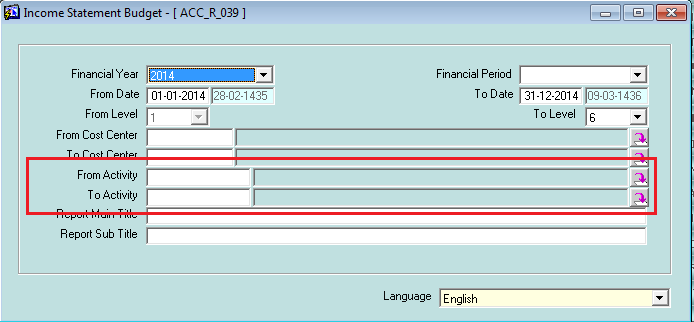 Income Statement Budget - [ ACC_R_039 ]
Financial Year 2014 Financial Period
From Date 01-01-2014 28-02-1435 To Date 31-12-2014 09-03-1436
From Level 1 To Level 6
From Cost Center
To Cost Center
From Activity
To Activity
Report Main Title
Report Sub Title
Language English